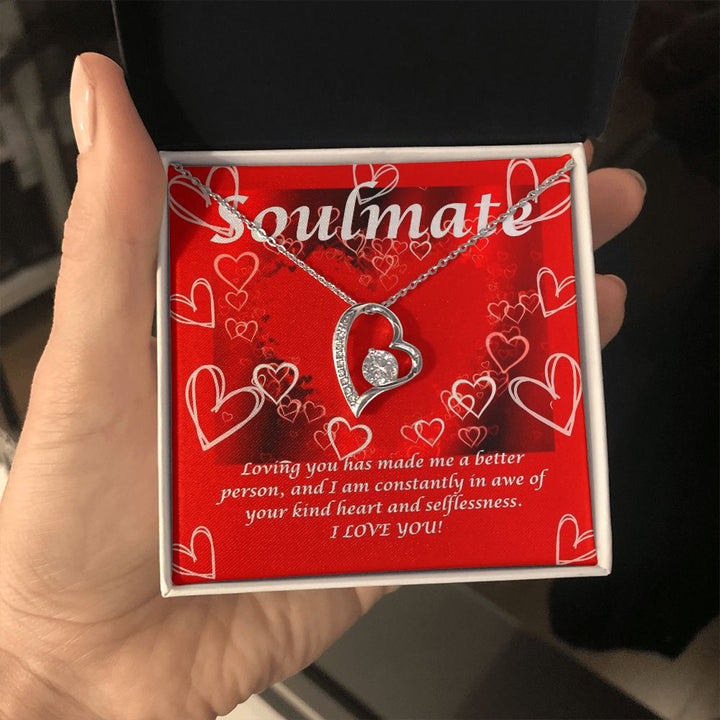 Soulmate
Loving you has made me a better
person, and I am constantly in awe of
your kind heart and selflessness.
I LOVE YOU!